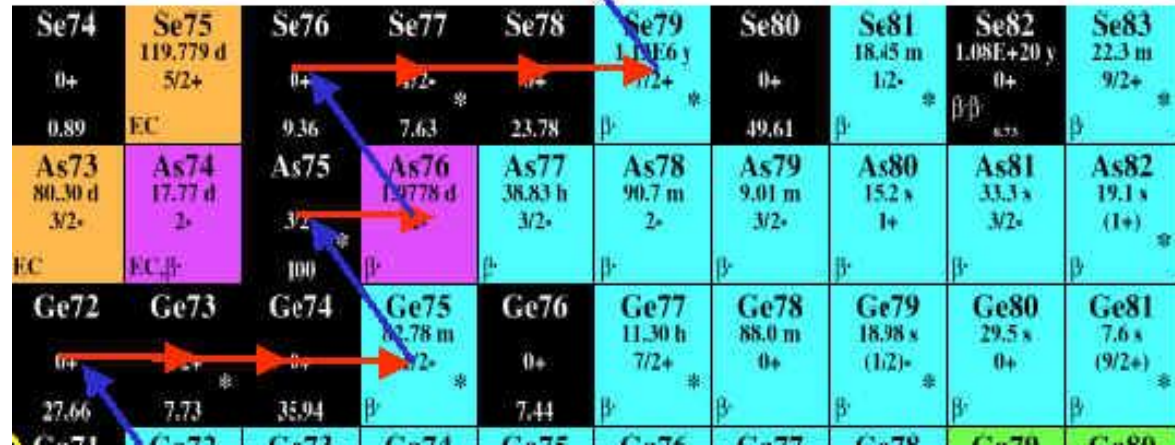 Se74 Se75 Se76 Se77 Se78 Se79 Se80 Se81 Se82 Se83
119.779 d 18.45 m 1.08E+20 y 22.3 m
0+ 5/2+ 0+ 0+ 1/2- 0+ 9/2+
* * * *
0.89 EC 9.36 7.63 23.78 β- 49.61 β- β-β- β-
8.73
As73 As74 As75 As76 As77 As78 As79 As80 As81 As82
80.30 d 17.77 d 38.83 h 90.7 m 9.01 m 15.2 s 33.3 s 19.1 s
3/2- 2- 3/2- 2- 3/2- 1+ 3/2- (1+)
* *
EC EC,β- 100 β- β- β- β- β- β- β-
Ge72 Ge73 Ge74 Ge75 Ge76 Ge77 Ge78 Ge79 Ge80 Ge81
82.78 m 11.30 h 88.0 m 18.98 s 29.5 s 7.6 s
0+ 0+ 0+ 7/2+ 0+ (1/2)- 0+ (9/2+)
* * * * *
27.66 7.73 35.94 β- 7.44 β- β- β- β- β-